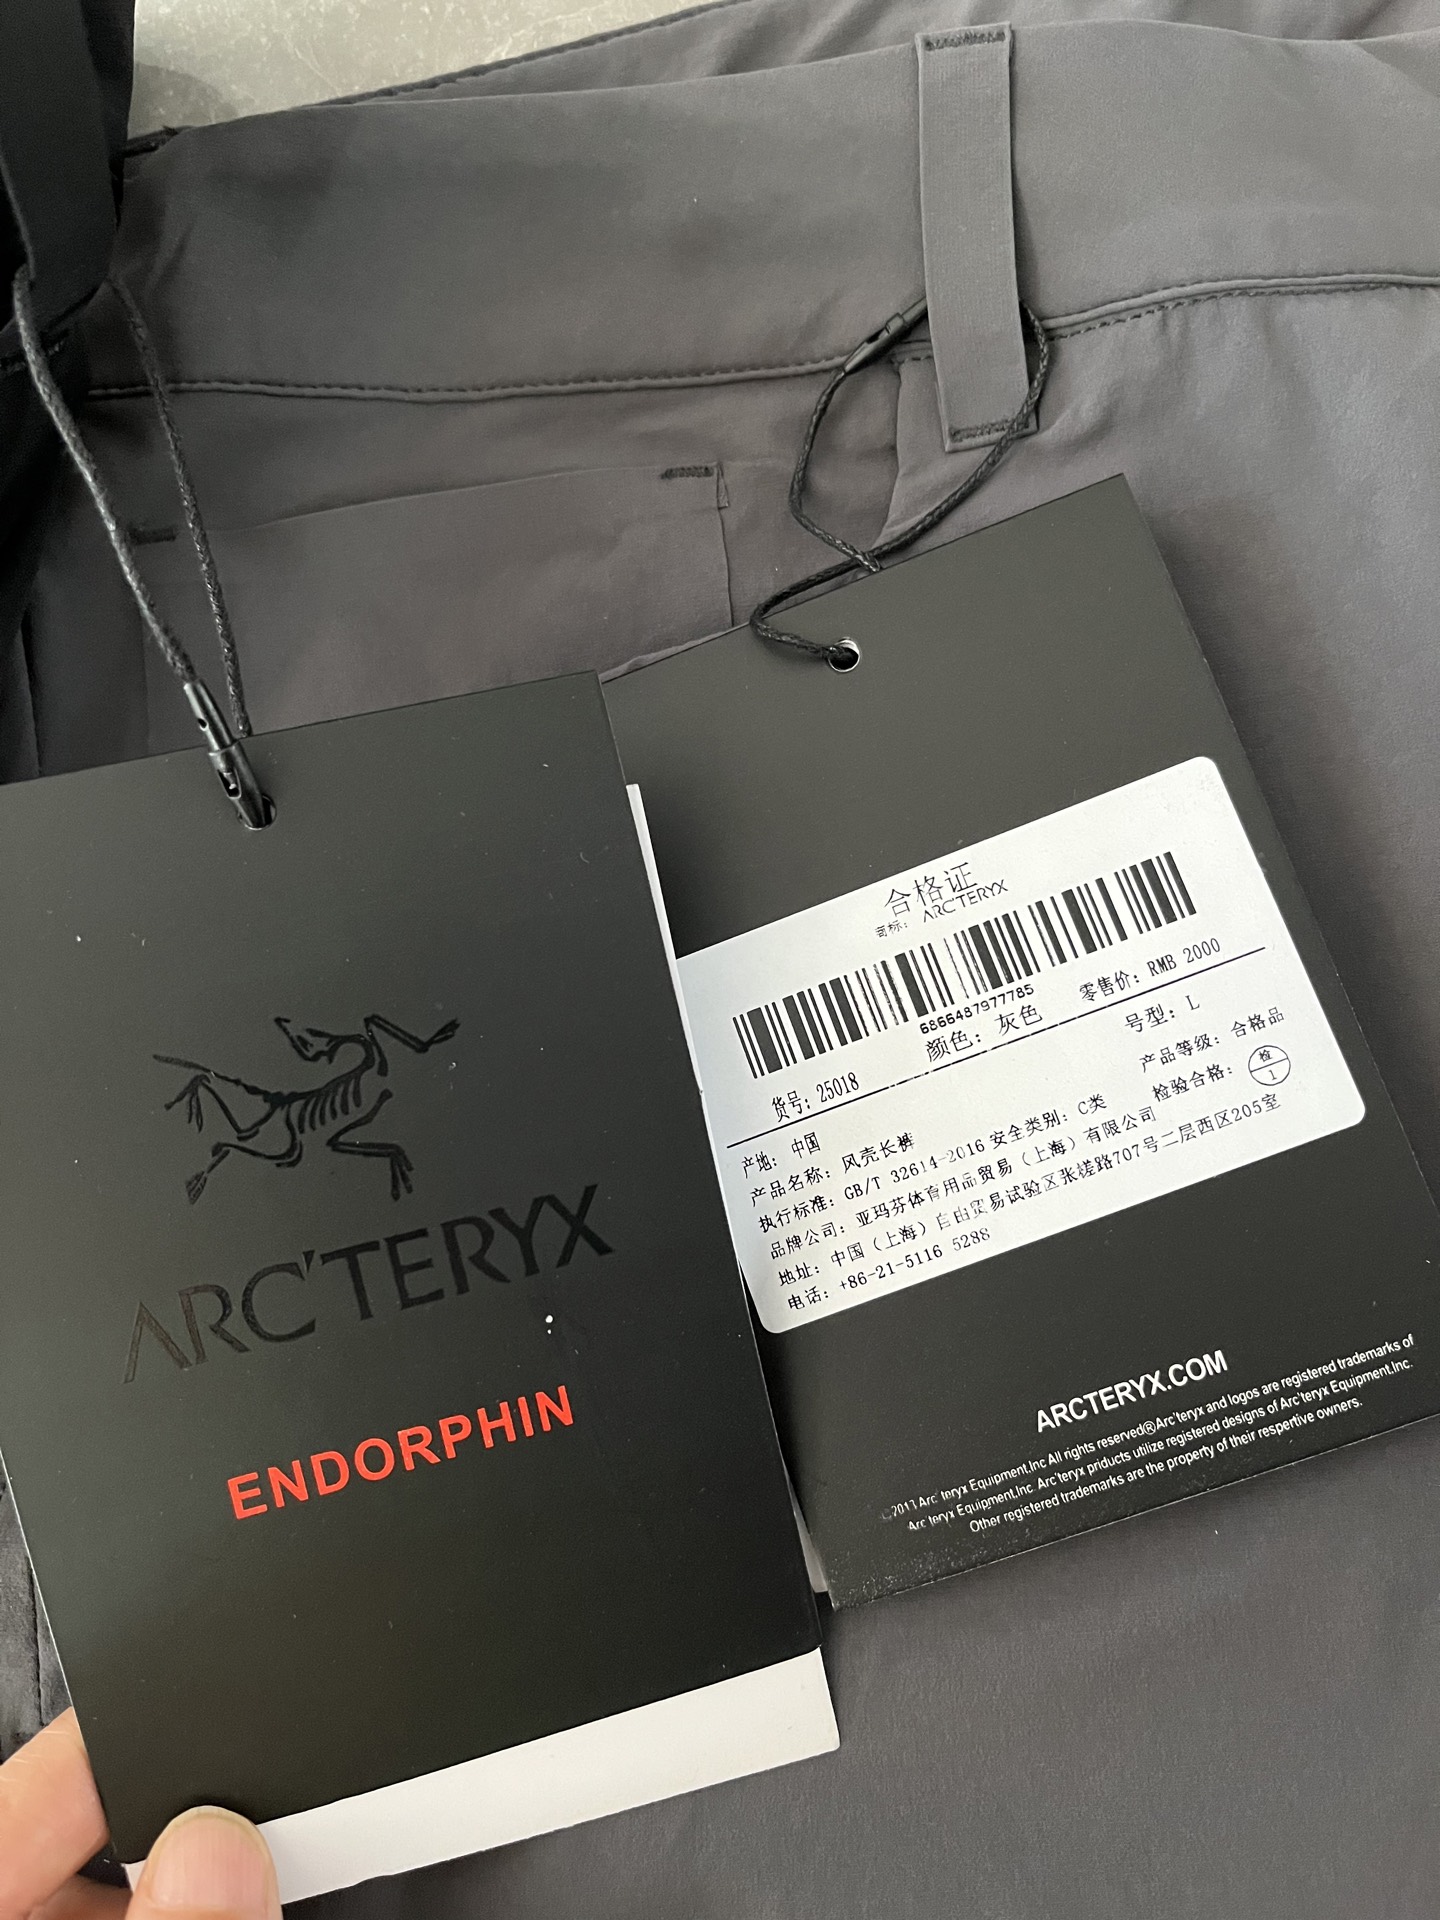 ARC'TERYX
ENDORPHIN
合格证
商标: ARC'TERYX
6866487977785
货号: 25018 颜色: 灰色 零售价: RMB 2000
产地: 中国 号型: L
产品名称: 风壳长裤 产品等级: 合格品
执行标准: GB/T 32614-2016 安全类别: C类 检验合格: 检 1
品牌公司: 亚玛芬体育用品贸易（上海）有限公司
地址: 中国（上海）自由贸易试验区张槎路707号二层西区205室
电话: +86-21-5116 5288
ARCTERYX.COM
©2013 Arc'teryx Equipment.Inc All rights reserved®Arc'teryx and logos are registered trademarks of
Arc'teryx Equipment.Inc Arc'teryx priducts utilize registered designs of Arc'teryx Equipment.Inc.
Other registered trademarks are the property of their respertive owners.